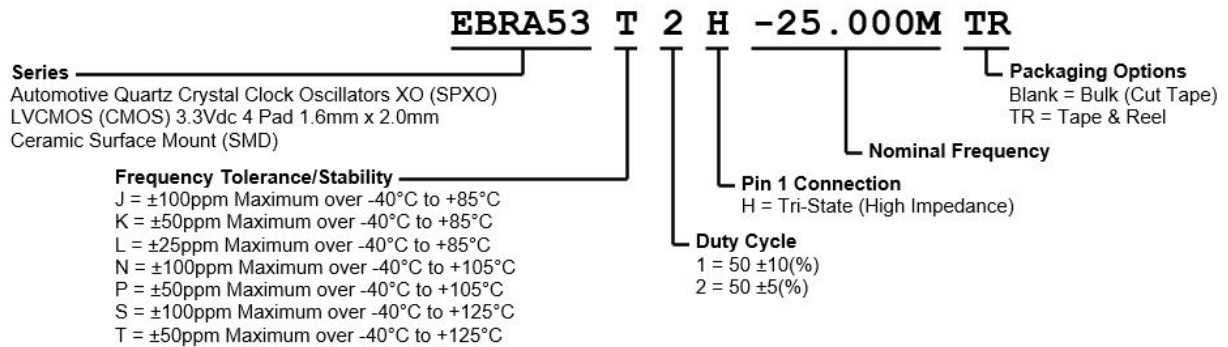 EBRA53 T 2 H -25.000M TR
Series
Automotive Quartz Crystal Clock Oscillators XO (SPXO)
LVCMOS (CMOS) 3.3Vdc 4 Pad 1.6mm x 2.0mm
Ceramic Surface Mount (SMD)
Packaging Options
Blank = Bulk (Cut Tape)
TR = Tape & Reel
Nominal Frequency
Frequency Tolerance/Stability
J = ±100ppm Maximum over -40°C to +85°C
K = ±50ppm Maximum over -40°C to +85°C
L = ±25ppm Maximum over -40°C to +85°C
N = ±100ppm Maximum over -40°C to +105°C
P = ±50ppm Maximum over -40°C to +105°C
S = ±100ppm Maximum over -40°C to +125°C
T = ±50ppm Maximum over -40°C to +125°C
Pin 1 Connection
H = Tri-State (High Impedance)
Duty Cycle
1 = 50 ±10(%)
2 = 50 ±5(%)